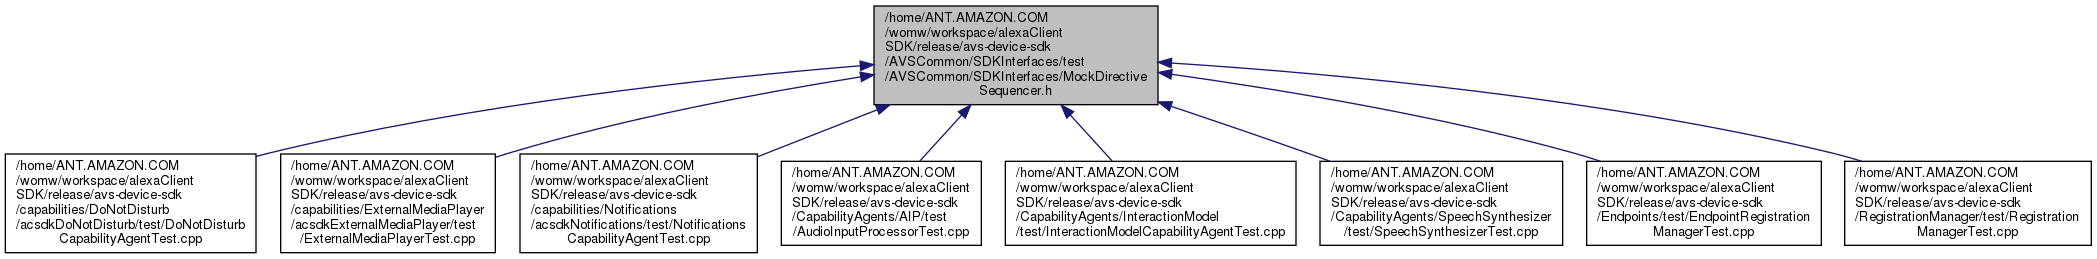 /home/ANT.AMAZON.COM
/womw/workspace/alexaClient
SDK/release/avs-device-sdk
/AVSCommon/SDKInterfaces/test
/AVSCommon/SDKInterfaces/MockDirective
Sequencer.h
/home/ANT.AMAZON.COM
/womw/workspace/alexaClient
SDK/release/avs-device-sdk
/capabilities/DoNotDisturb
/acsdkDoNotDisturb/test/DoNotDisturb
CapabilityAgentTest.cpp
/home/ANT.AMAZON.COM
/womw/workspace/alexaClient
SDK/release/avs-device-sdk
/capabilities/ExternalMediaPlayer
/acsdkExternalMediaPlayer/test
/ExternalMediaPlayerTest.cpp
/home/ANT.AMAZON.COM
/womw/workspace/alexaClient
SDK/release/avs-device-sdk
/capabilities/Notifications
/acsdkNotifications/test/Notifications
CapabilityAgentTest.cpp
/home/ANT.AMAZON.COM
/womw/workspace/alexaClient
SDK/release/avs-device-sdk
/CapabilityAgents/AIP/test
/AudioInputProcessorTest.cpp
/home/ANT.AMAZON.COM
/womw/workspace/alexaClient
SDK/release/avs-device-sdk
/CapabilityAgents/InteractionModel
/test/InteractionModelCapabilityAgentTest.cpp
/home/ANT.AMAZON.COM
/womw/workspace/alexaClient
SDK/release/avs-device-sdk
/CapabilityAgents/SpeechSynthesizer
/test/SpeechSynthesizerTest.cpp
/home/ANT.AMAZON.COM
/womw/workspace/alexaClient
SDK/release/avs-device-sdk
/Endpoints/test/EndpointRegistration
ManagerTest.cpp
/home/ANT.AMAZON.COM
/womw/workspace/alexaClient
SDK/release/avs-device-sdk
/RegistrationManager/test/Registration
ManagerTest.cpp